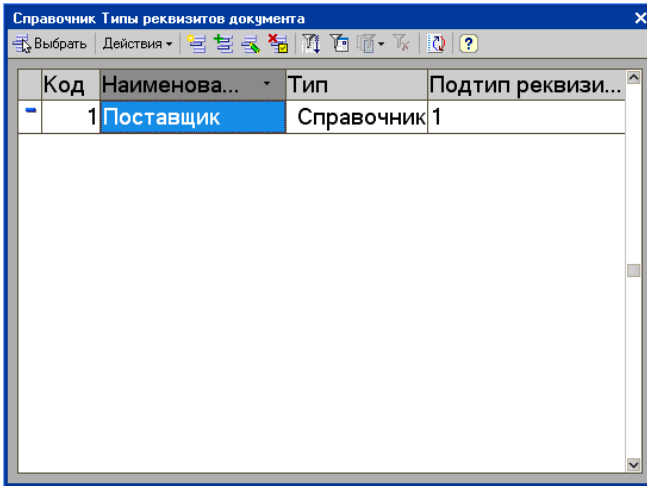 Справочник Типы реквизитов документа
Выбрать Действия
Код Наименова... Тип Подтип реквизи...
1 Поставщик Справочник 1